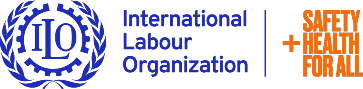 ILO
International
Labour
Organization
SAFETY
+ HEALTH
FOR ALL